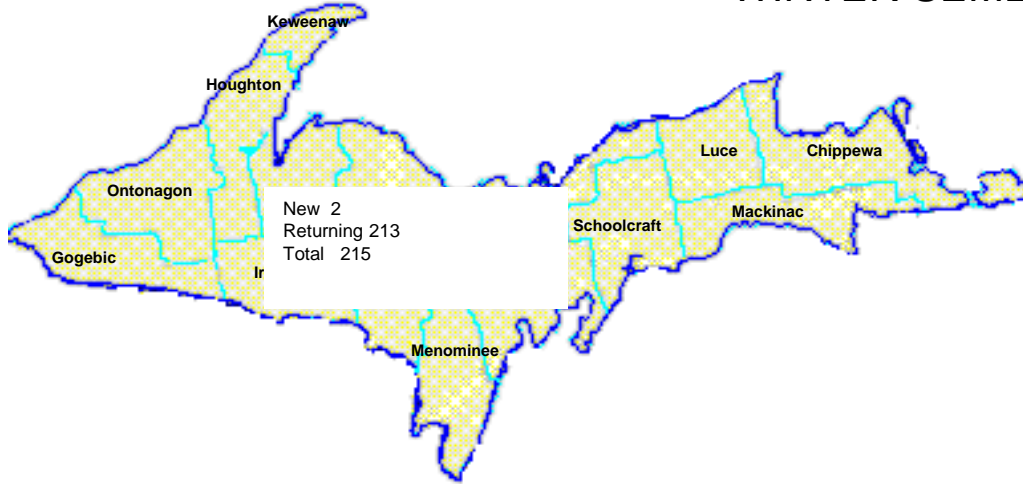 Keweenaw
Houghton
Luce
Chippewa
Ontonagon
Mackinac
New 2
Returning 213
Total 215
Schoolcraft
Gogebic
Menominee